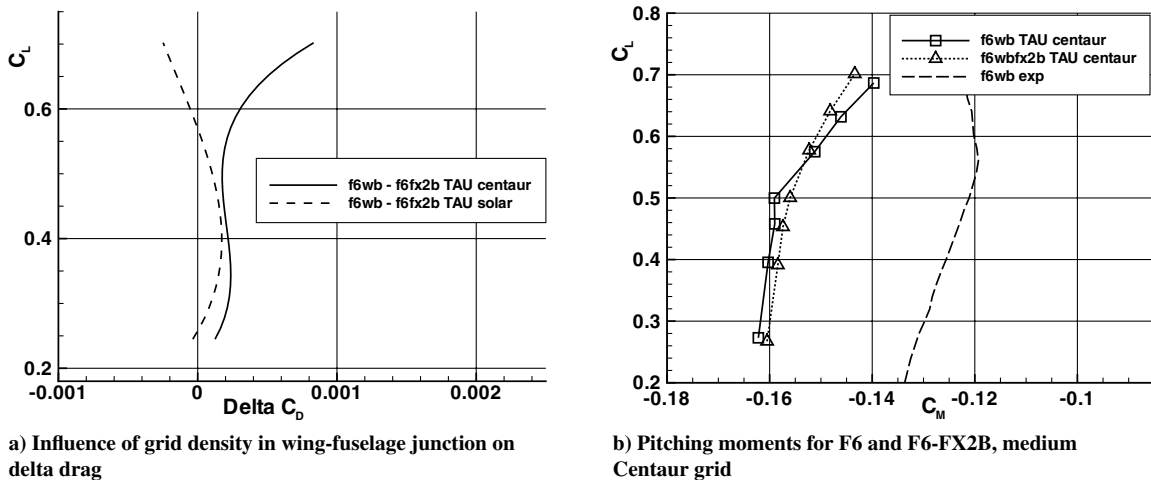 C_L
0.6
0.4
0.2
-0.001
0
0.001
0.002
Delta C_D
f6wb - f6fx2b TAU centaur
f6wb - f6fx2b TAU solar
a) Influence of grid density in wing-fuselage junction on
delta drag
C_L
0.8
0.7
0.6
0.5
0.4
0.3
0.2
-0.18
-0.16
-0.14
-0.12
-0.1
C_M
f6wb TAU centaur
f6wbfx2b TAU centaur
f6wb exp
b) Pitching moments for F6 and F6-FX2B, medium
Centaur grid